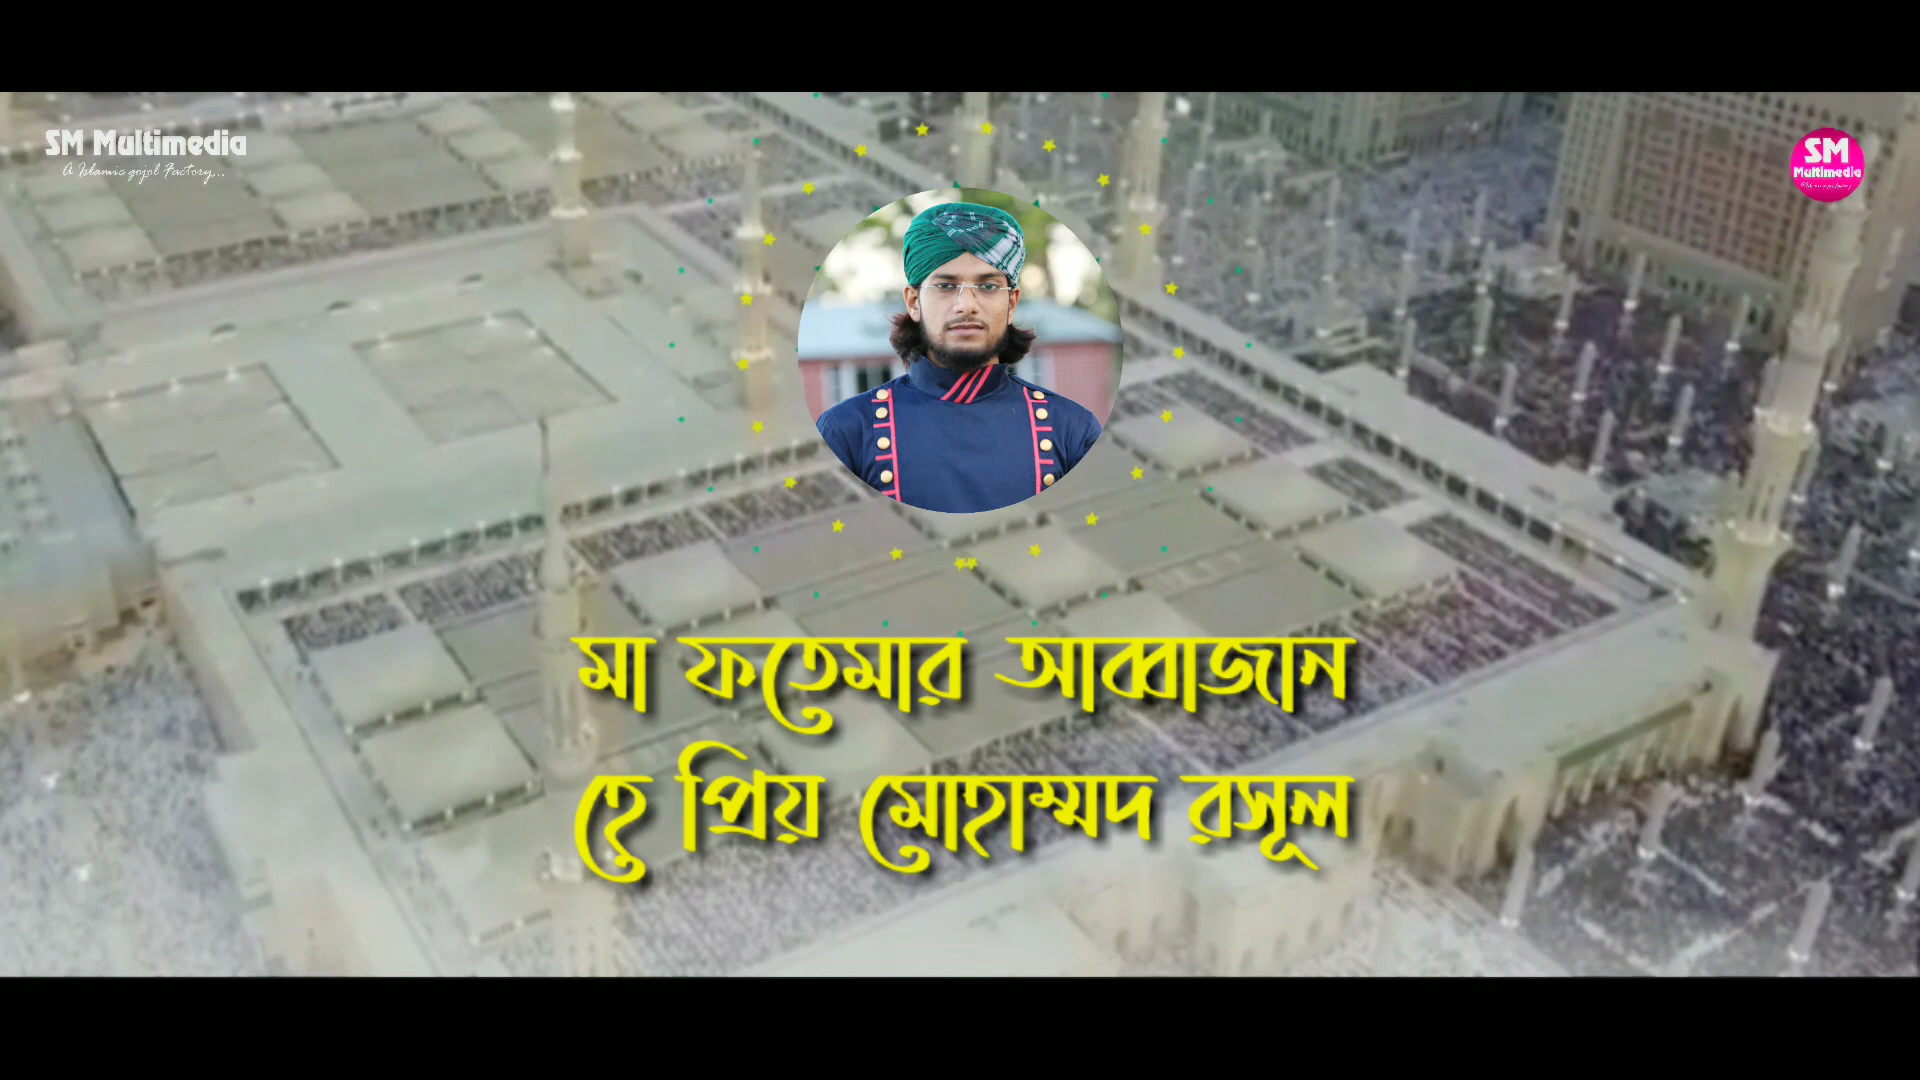 SM Multimedia
A Islamic gojol Factory...
SM
Multimedia
মা ফতেমার আব্বাজান
হে প্রিয় মোহাম্মদ রসূল